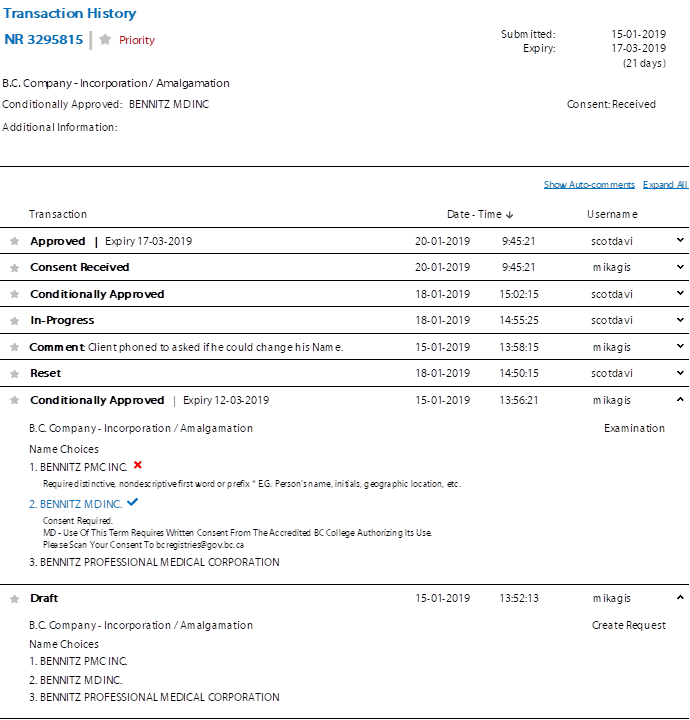 Transaction History
NR 3295815 | Priority
Submitted: 15-01-2019
Expiry: 17-03-2019
(21 days)
B.C. Company - Incorporation / Amalgamation
Conditionally Approved: BENNITZ MD INC
Consent: Received
Additional Information:
Show Auto-comments Expand All
Transaction Date - Time ↓ Username
Approved | Expiry 17-03-2019 20-01-2019 9:45:21 scotdavi
Consent Received 20-01-2019 9:45:21 mikagis
Conditionally Approved 18-01-2019 15:02:15 scotdavi
In-Progress 18-01-2019 14:55:25 scotdavi
Comment: Client phoned to asked if he could change his Name. 15-01-2019 13:58:15 mikagis
Reset 18-01-2019 14:50:15 scotdavi
Conditionally Approved | Expiry 12-03-2019 15-01-2019 13:56:21 mikagis
B.C. Company - Incorporation / Amalgamation Examination
Name Choices
1. BENNITZ PMC INC.
Require distinctive, nondescriptive first word or prefix * E.G. Person's name, initials, geographic location, etc.
2. BENNITZ MD INC.
Consent Required.
MD - Use Of This Term Requires Written Consent From The Accredited BC College Authorizing Its Use.
Please Scan Your Consent To bcregistries@gov.bc.ca
3. BENNITZ PROFESSIONAL MEDICAL CORPORATION
Draft 15-01-2019 13:52:13 mikagis
B.C. Company - Incorporation / Amalgamation Create Request
Name Choices
1. BENNITZ PMC INC.
2. BENNITZ MD INC.
3. BENNITZ PROFESSIONAL MEDICAL CORPORATION